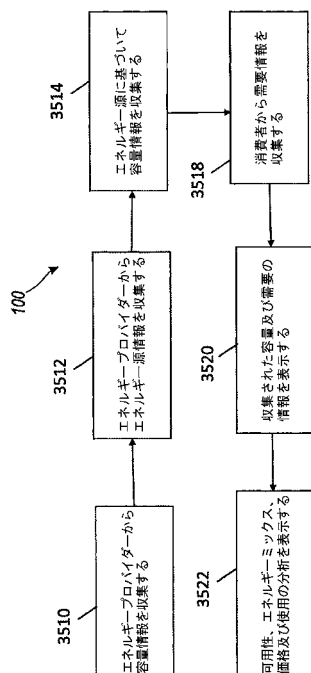 100
3510
エネルギープロバイダーから
容量情報を収集する
3512
エネルギープロバイダーから
エネルギー源情報を収集する
3514
エネルギー源に基づいて
容量情報を収集する
3518
消費者から需要情報を
収集する
3520
収集された容量及び需要の
情報を表示する
3522
可用性、エネルギーミックス、
価格及び使用の分析を表示する